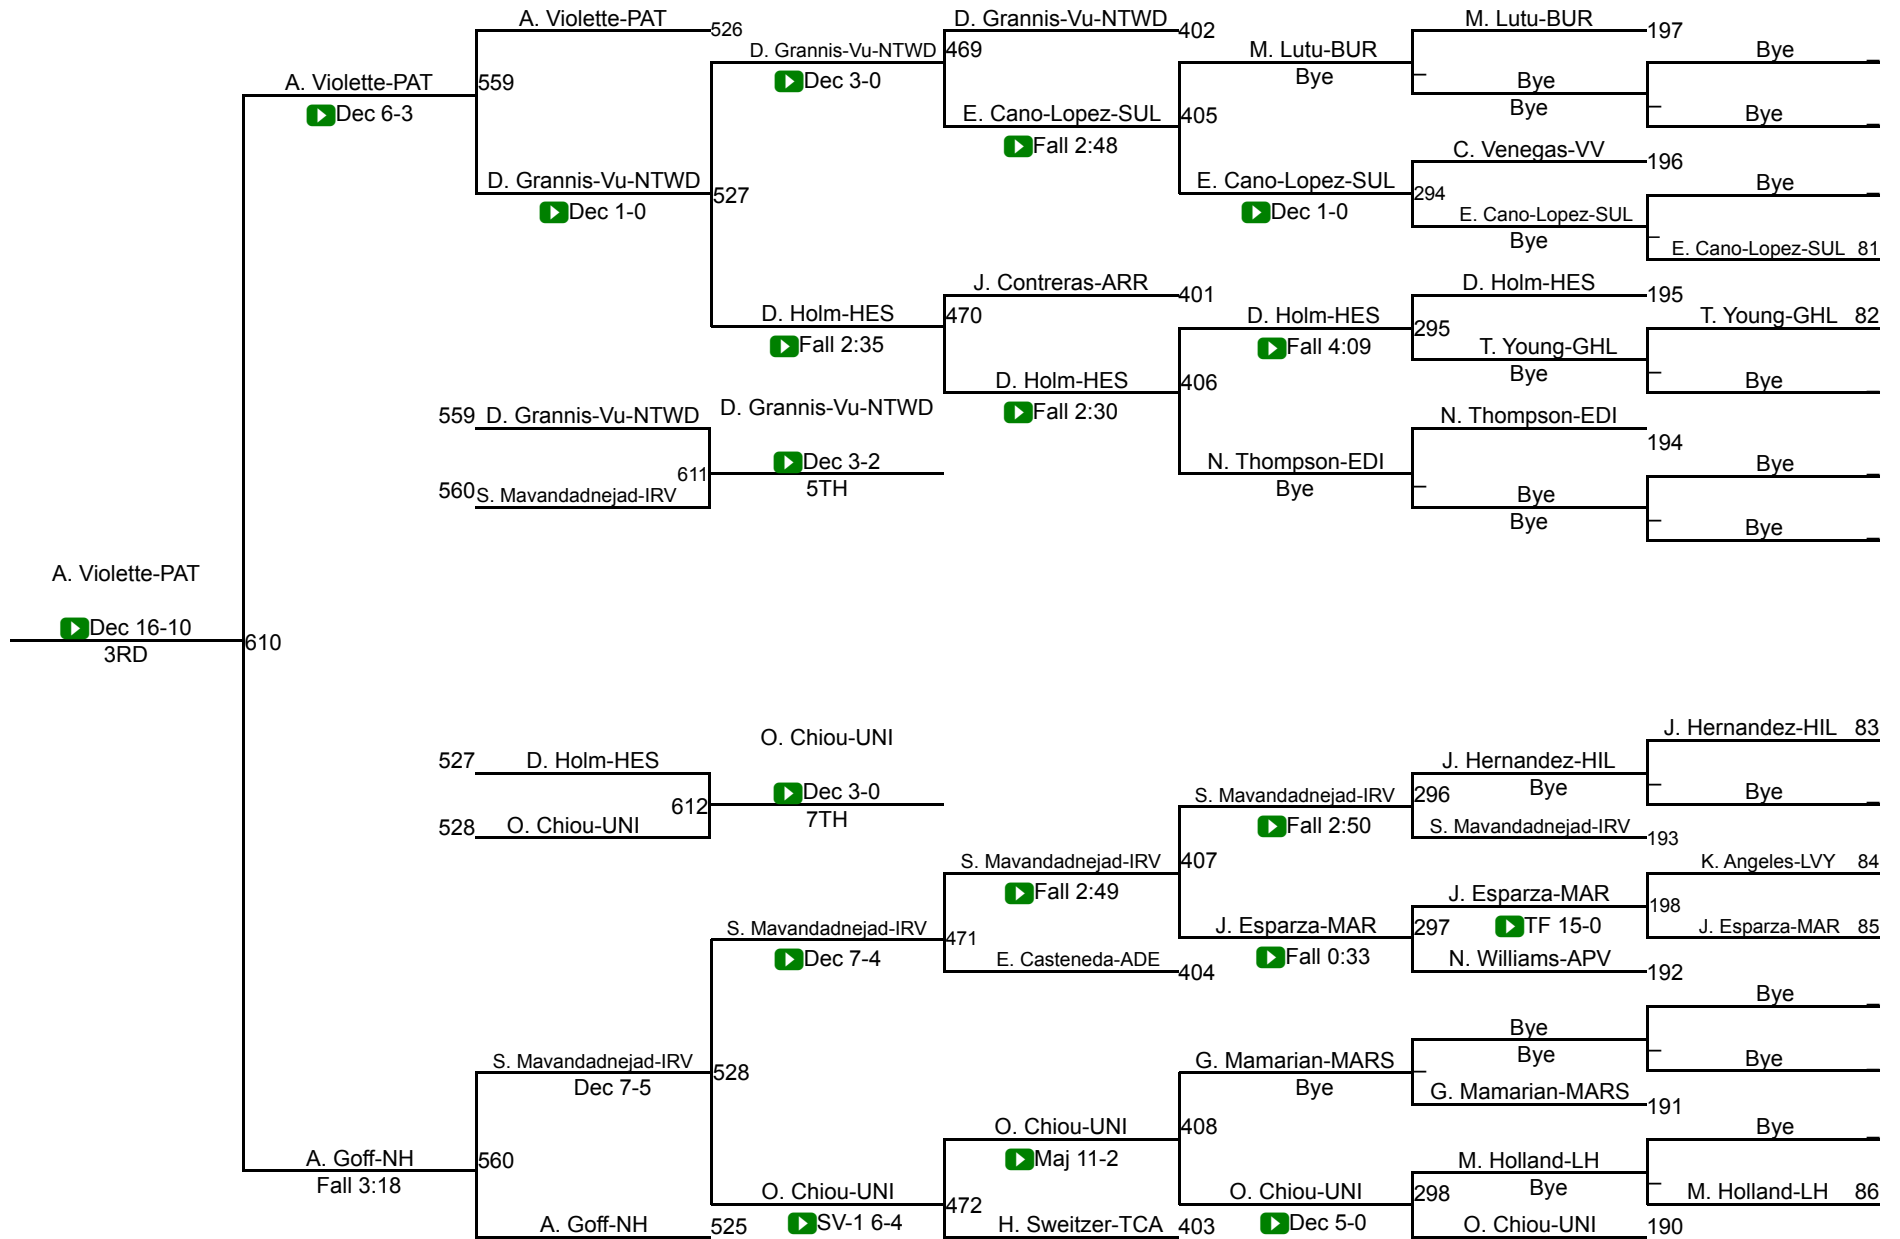 A. Violette-PAT
526
D. Grannis-Vu-NTWD
402
M. Lutu-BUR
197
D. Grannis-Vu-NTWD
469
M. Lutu-BUR
Bye
A. Violette-PAT
559
Dec 3-0
Bye
Bye
Bye
Dec 6-3
E. Cano-Lopez-SUL
405
Bye
Bye
Fall 2:48
C. Venegas-VV
196
D. Grannis-Vu-NTWD
527
E. Cano-Lopez-SUL
294
Bye
Dec 1-0
Dec 1-0
E. Cano-Lopez-SUL
Bye
E. Cano-Lopez-SUL 81
J. Contreras-ARR
401
D. Holm-HES
195
D. Holm-HES
470
D. Holm-HES
295
T. Young-GHL 82
Fall 2:35
Fall 4:09
T. Young-GHL
Bye
Bye
D. Holm-HES
406
Fall 2:30
559 D. Grannis-Vu-NTWD
D. Grannis-Vu-NTWD
N. Thompson-EDI
194
611
Dec 3-2
5TH
N. Thompson-EDI
Bye
Bye
560 S. Mavandadnejad-IRV
Bye
Bye
Bye
A. Violette-PAT
Dec 16-10
3RD
610
O. Chiou-UNI
J. Hernandez-HIL 83
527 D. Holm-HES
J. Hernandez-HIL
Bye
612
Dec 3-0
7TH
S. Mavandadnejad-IRV
296
Bye
528 O. Chiou-UNI
Fall 2:50
S. Mavandadnejad-IRV
193
S. Mavandadnejad-IRV
407
K. Angeles-LVY 84
Fall 2:49
J. Esparza-MAR
198
S. Mavandadnejad-IRV
471
J. Esparza-MAR
297
TF 15-0
J. Esparza-MAR 85
Dec 7-4
E. Casteneda-ADE
404
Fall 0:33
N. Williams-APV
192
Bye
Bye
Bye
S. Mavandadnejad-IRV
528
G. Mamarian-MARS
Bye
Bye
Dec 7-5
G. Mamarian-MARS
191
O. Chiou-UNI
408
Bye
A. Goff-NH
560
Maj 11-2
M. Holland-LH
Bye
Fall 3:18
O. Chiou-UNI
472
O. Chiou-UNI
298
M. Holland-LH 86
A. Goff-NH
525
SV-1 6-4
H. Sweitzer-TCA
403
Dec 5-0
O. Chiou-UNI
190